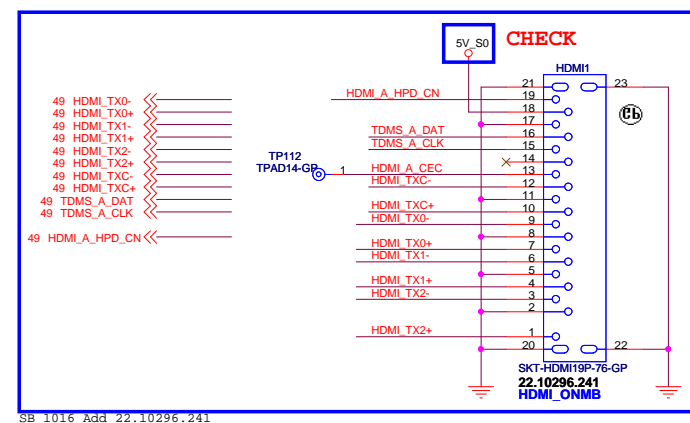 5V_S0 CHECK
HDMI1
21 23
HDMI_A_HPD_CN 19
49 HDMI_TX0- 18
49 HDMI_TX0+
49 HDMI_TX1- 17
49 HDMI_TX1+ TDMS_A_DAT 16
49 HDMI_TX2- TDMS_A_CLK 15
49 HDMI_TX2+ TP112 14
49 HDMI_TXC- TPAD14-GP 1 HDMI_A_CEC 13
49 HDMI_TXC+ HDMI_TXC- 12
49 TDMS_A_DAT 11
49 TDMS_A_CLK HDMI_TXC+ 10
HDMI_TX0- 9
49 HDMI_A_HPD_CN 8
HDMI_TX0+ 7
HDMI_TX1- 6
5
HDMI_TX1+ 4
HDMI_TX2- 3
2
HDMI_TX2+ 1
20 22
SKT-HDMI19P-76-GP
22.10296.241
HDMI_ONMB
SB 1016 Add 22.10296.241